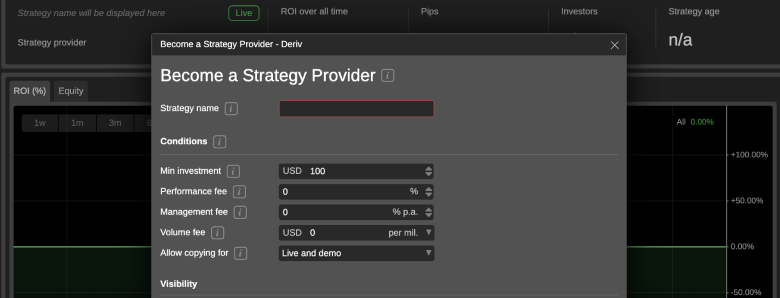 Strategy name will be displayed here Live ROI over all time Pips Investors Strategy age
Strategy provider n/a
Become a Strategy Provider - Deriv
Become a Strategy Provider i
ROI (%) Equity
Strategy name i
1w 1m 3m All 0.00%
Conditions i
+100.00%
Min investment i USD 100
Performance fee i 0 %
+50.00%
Management fee i 0 % p.a.
Volume fee i USD 0 per mil.
0.00%
Allow copying for i Live and demo
Visibility
-50.00%